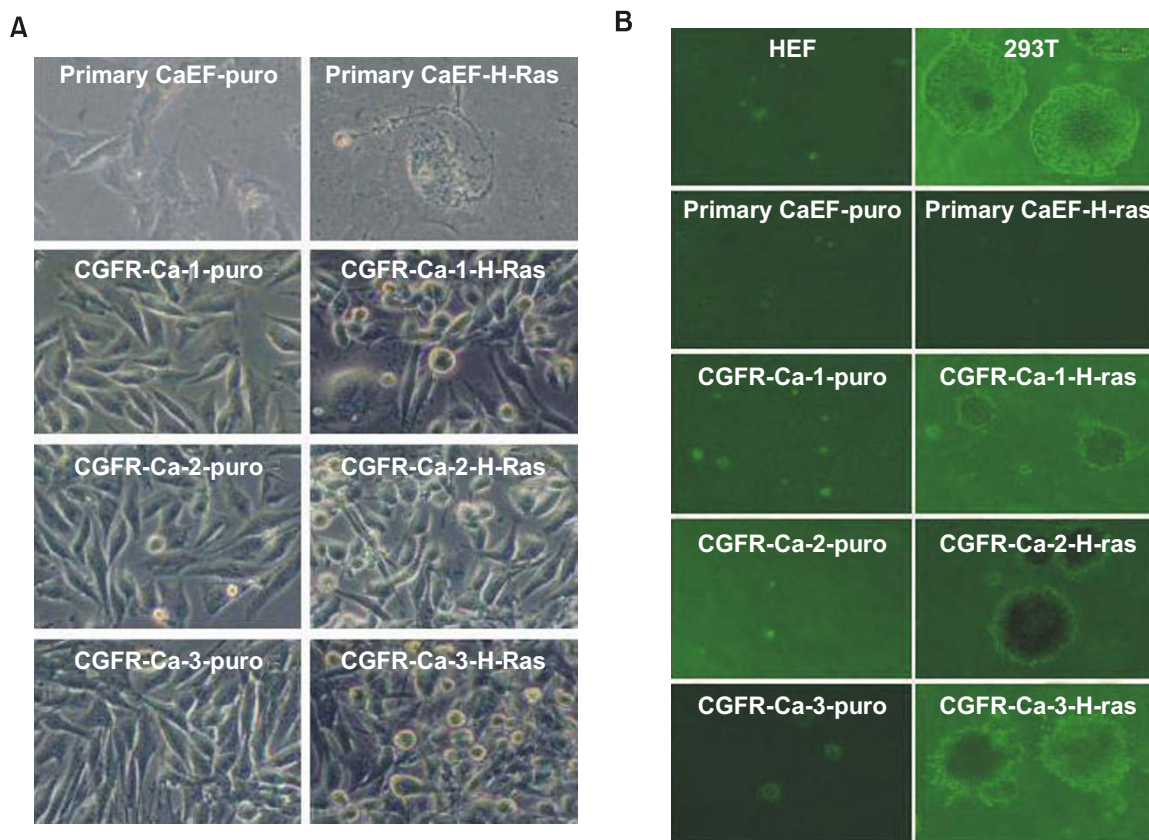 A
Primary CaEF-puro
Primary CaEF-H-Ras
CGFR-Ca-1-puro
CGFR-Ca-1-H-Ras
CGFR-Ca-2-puro
CGFR-Ca-2-H-Ras
CGFR-Ca-3-puro
CGFR-Ca-3-H-Ras
B
HEF
293T
Primary CaEF-puro
Primary CaEF-H-ras
CGFR-Ca-1-puro
CGFR-Ca-1-H-ras
CGFR-Ca-2-puro
CGFR-Ca-2-H-ras
CGFR-Ca-3-puro
CGFR-Ca-3-H-ras